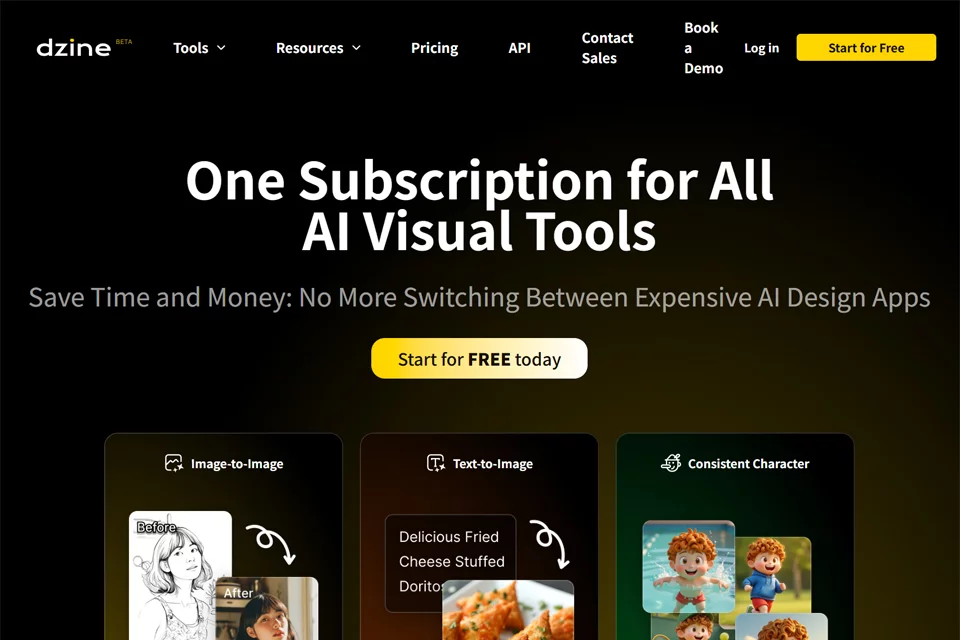 dzine BETA
Tools
Resources
Pricing
API
Contact
Sales
Book
a
Demo
Log in
Start for Free
One Subscription for All
AI Visual Tools
Save Time and Money: No More Switching Between Expensive AI Design Apps
Start for FREE today
Image-to-Image
Text-to-Image
Consistent Character
Before
After
Delicious Fried
Cheese Stuffed
Doritos